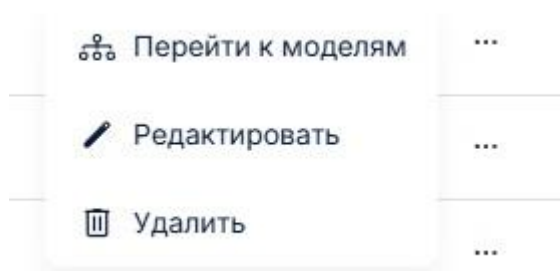 Перейти к моделям ...
Редактировать ...
Удалить ...